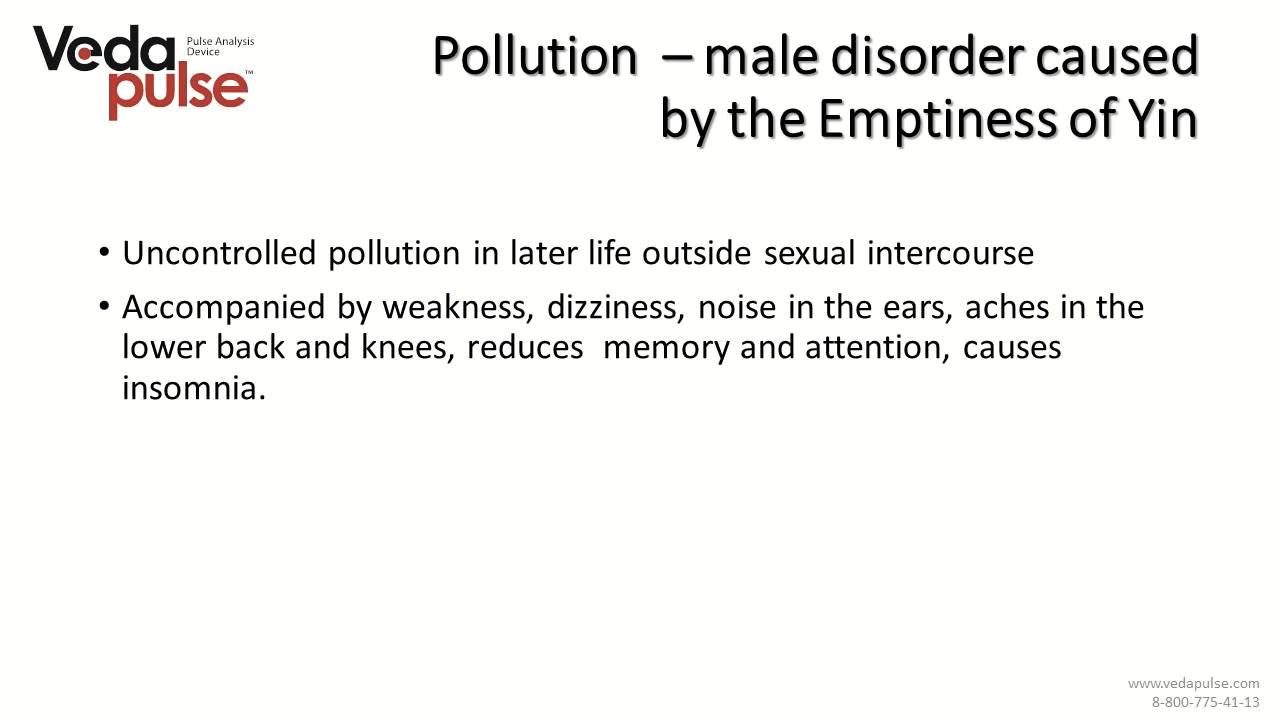 Veda
pulse™
Pulse Analysis
Device
Pollution – male disorder caused
by the Emptiness of Yin
• Uncontrolled pollution in later life outside sexual intercourse
• Accompanied by weakness, dizziness, noise in the ears, aches in the
lower back and knees, reduces memory and attention, causes
insomnia.
www.vedapulse.com
8-800-775-41-13